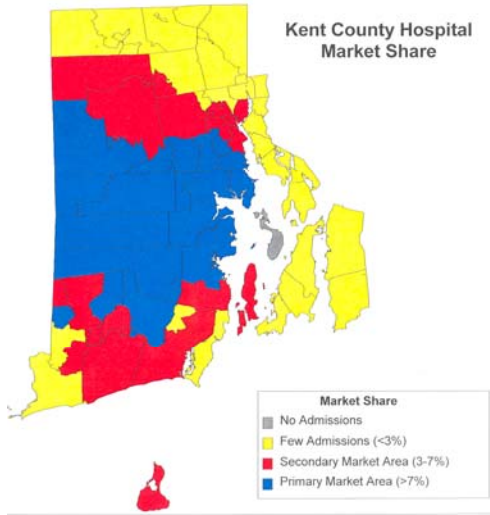 Kent County Hospital
Market Share
Market Share
No Admissions
Few Admissions (<3%)
Secondary Market Area (3-7%)
Primary Market Area (>7%)